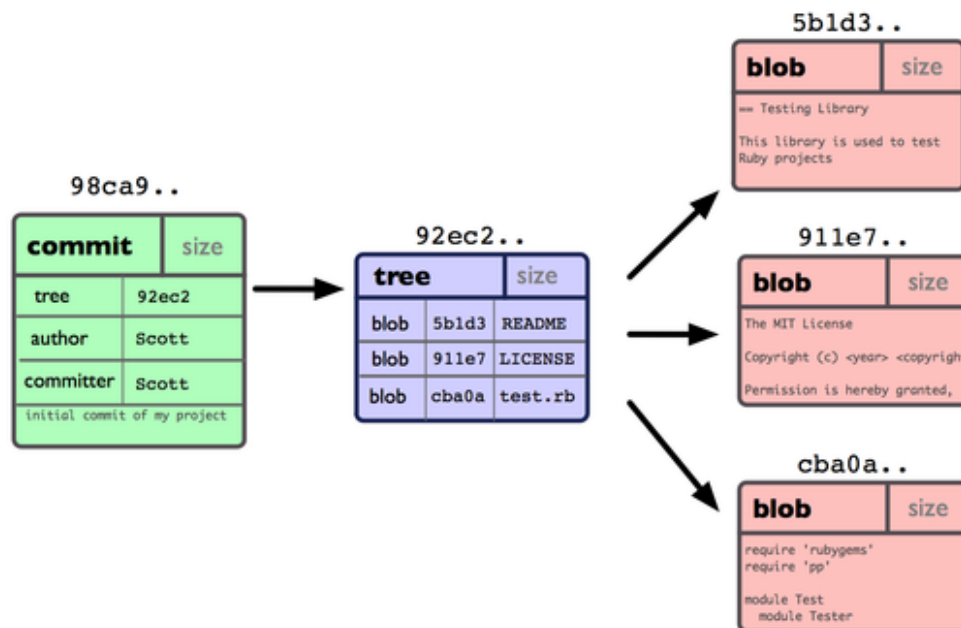 98ca9..
commit size
tree 92ec2
author Scott
committer Scott
initial commit of my project
92ec2..
tree size
blob 5b1d3 README
blob 911e7 LICENSE
blob cba0a test.rb
5b1d3..
blob size
== Testing Library
This library is used to test
Ruby projects
911e7..
blob size
The MIT License
Copyright (c) <year> <copyright
Permission is hereby granted,
cba0a..
blob size
require 'rubygems'
require 'pp'
module Test
module Tester